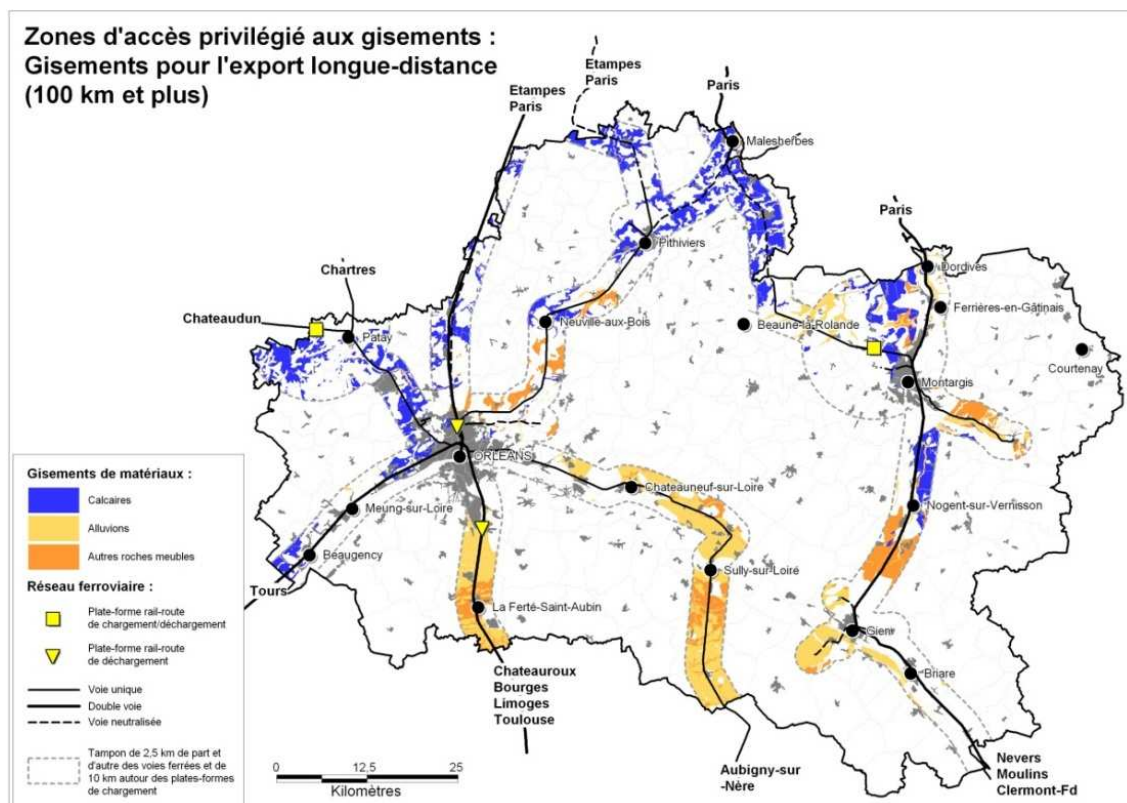 Zones d'accès privilégié aux gisements :
Gisements pour l'export longue-distance
(100 km et plus)
Etampes
Paris
Etampes
Paris
Paris
Malesherbes
Paris
Pithiviers
Dordives
Chartres
Chateaudun
Patay
Neuville-aux-Bois
Beaune-la-Rolande
Ferrières-en-Gâtinais
Courtenay
Montargis
ORLEANS
Chateauneuf-sur-Loire
Meung-sur-Loire
Nogent-sur-Vernisson
Beaugency
Sully-sur-Loire
Tours
La Ferté-Saint-Aubin
Gien
Briare
Chateauroux
Bourges
Limoges
Toulouse
Aubigny-sur
-Nère
Nevers
Moulins
Clermont-Fd
Gisements de matériaux :
Calcaires
Alluvions
Autres roches meubles
Réseau ferroviaire :
Plate-forme rail-route
de chargement/déchargement
Plate-forme rail-route
de déchargement
Voie unique
Double voie
Voie neutralisée
Tampon de 2,5 km de part et
d'autre des voies ferrées et de
10 km autour des plates-formes
de chargement
0 12,5 25
Kilomètres